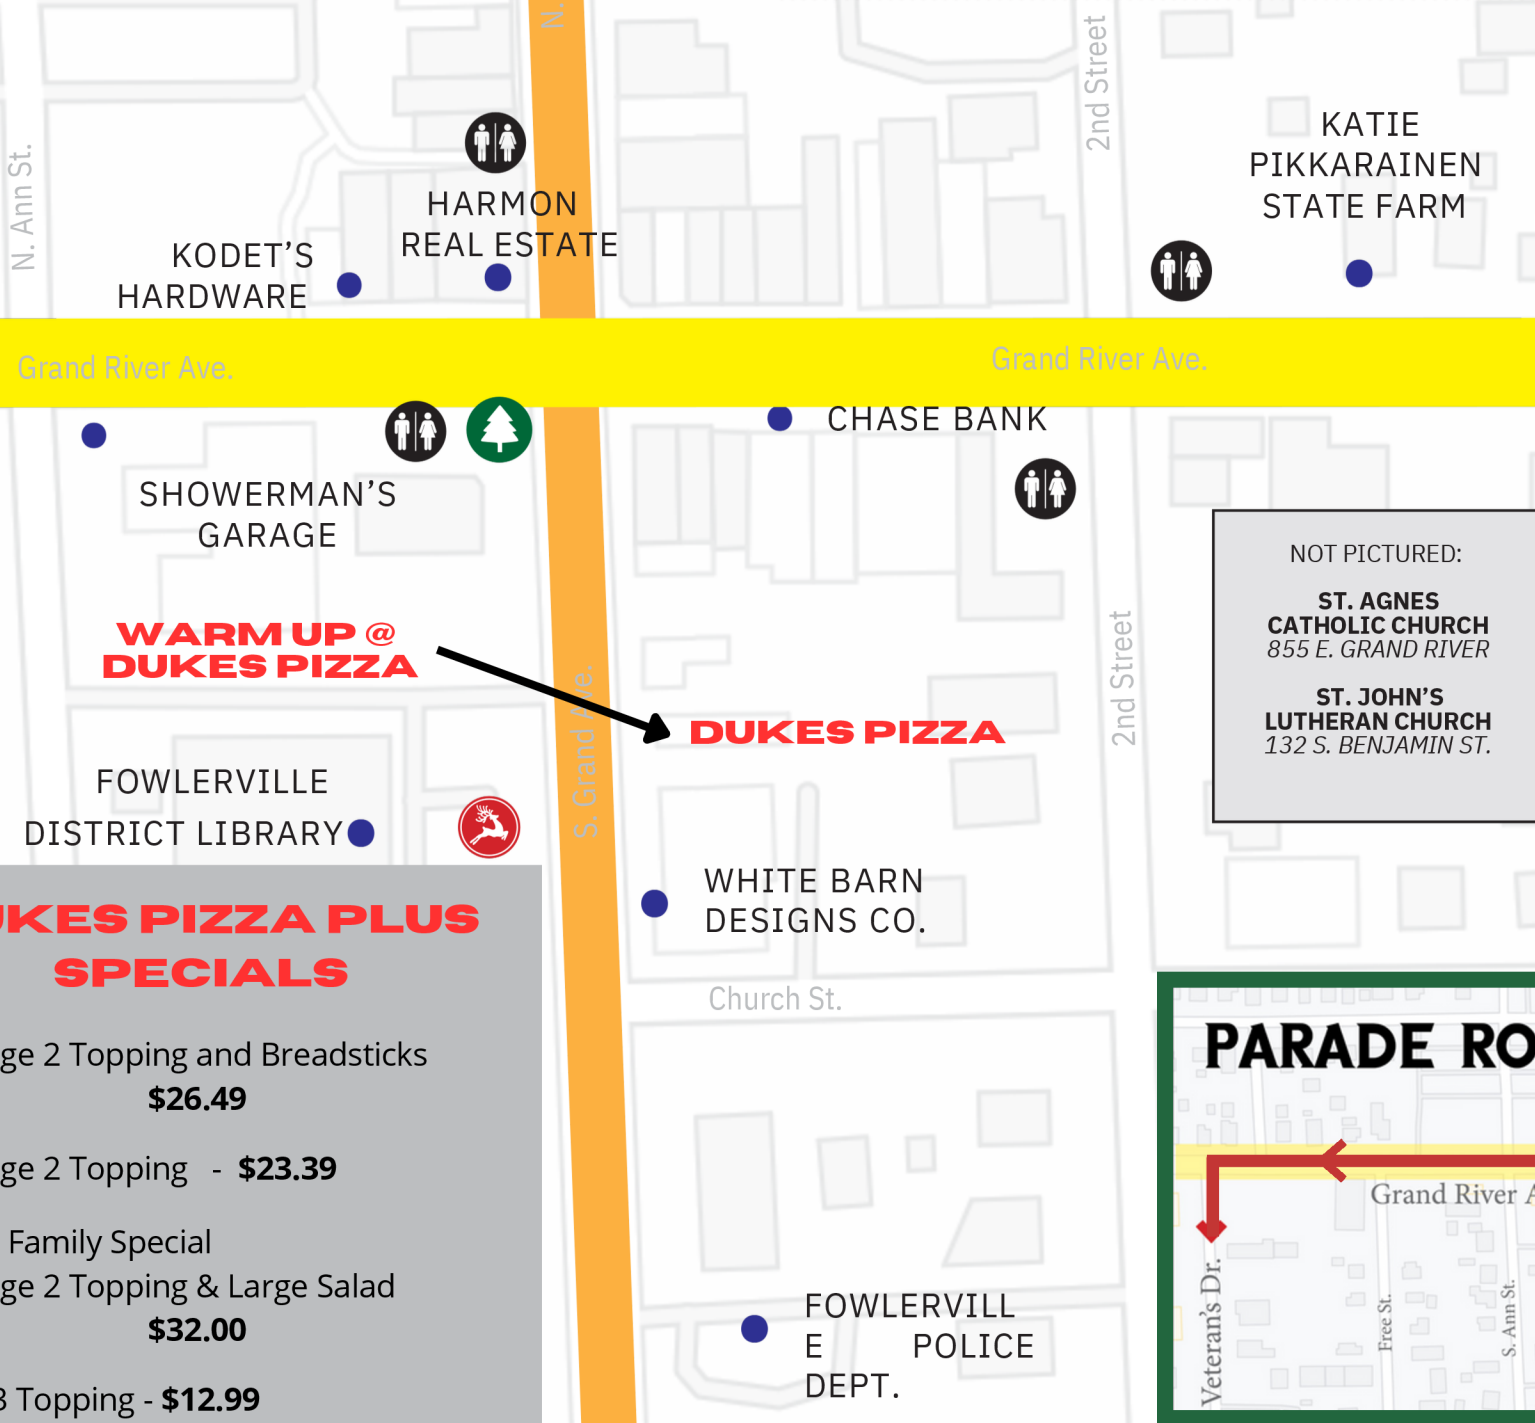 N.
2nd Street
N. Ann St.
KATIE
PIKKARAINEN
STATE FARM
HARMON
REAL ESTATE
KODET’S
HARDWARE
Grand River Ave.
Grand River Ave.
CHASE BANK
SHOWERMAN’S
GARAGE
NOT PICTURED:
ST. AGNES
CATHOLIC CHURCH
855 E. GRAND RIVER
ST. JOHN’S
LUTHERAN CHURCH
132 S. BENJAMIN ST.
WARM UP @
DUKES PIZZA
S. Grand Ave.
2nd Street
DUKES PIZZA
FOWLERVILLE
DISTRICT LIBRARY
WHITE BARN
DESIGNS CO.
Church St.
UKES PIZZA PLUS
SPECIALS
ge 2 Topping and Breadsticks
$26.49
ge 2 Topping - $23.39
Family Special
ge 2 Topping & Large Salad
$32.00
3 Topping - $12.99
FOWLERVILL
E POLICE
DEPT.
PARADE RO
Grand River A
Veteran’s Dr.
Free St.
S. Ann St.